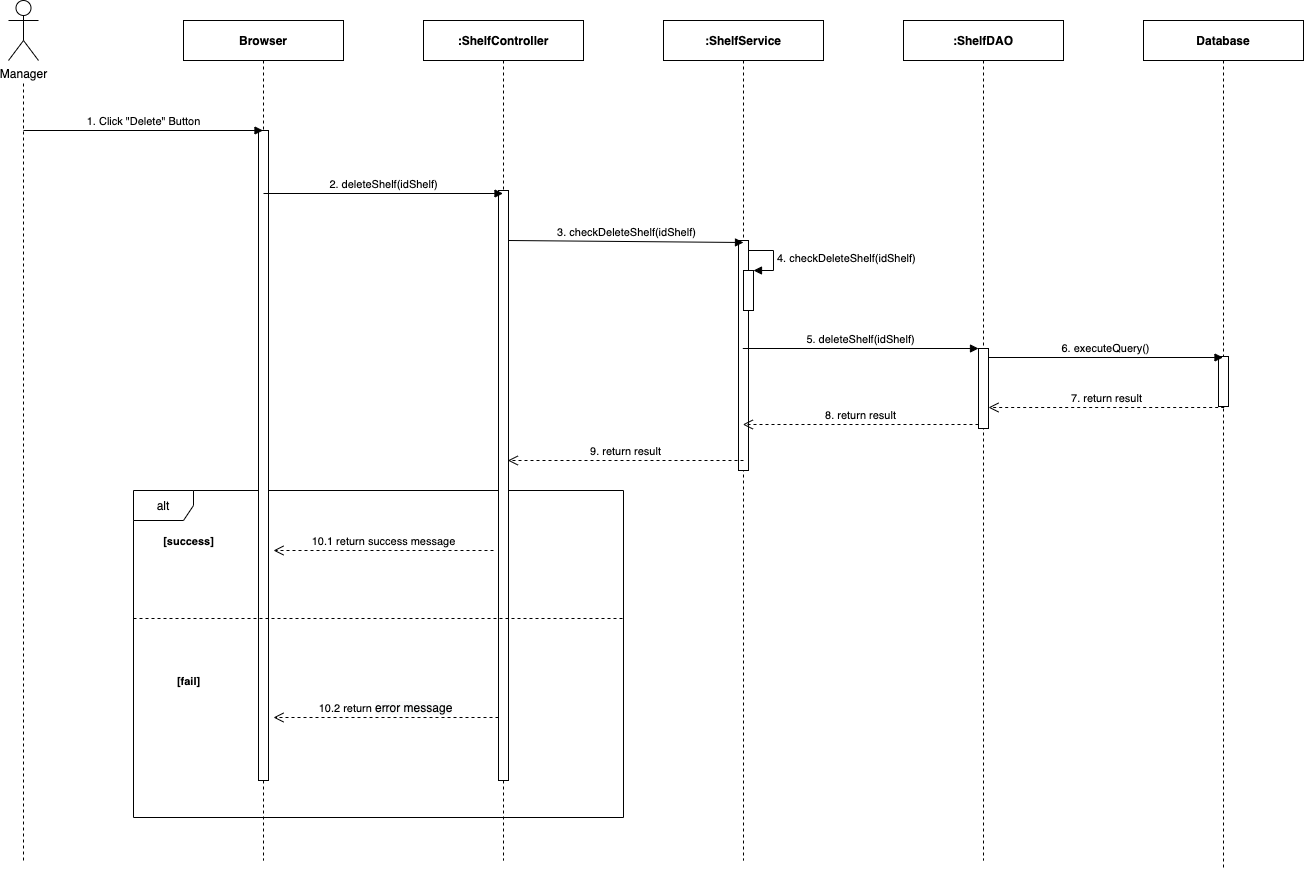 Manager
Browser
:ShelfController
:ShelfService
:ShelfDAO
Database
1. Click "Delete" Button
2. deleteShelf(idShelf)
3. checkDeleteShelf(idShelf)
4. checkDeleteShelf(idShelf)
5. deleteShelf(idShelf)
6. executeQuery()
7. return result
8. return result
9. return result
alt
[success]
10.1 return success message
[fail]
10.2 return error message